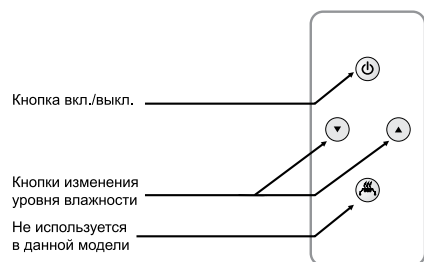 Кнопка вкл./выкл.
Кнопки изменения
уровня влажности
Не используется
в данной модели